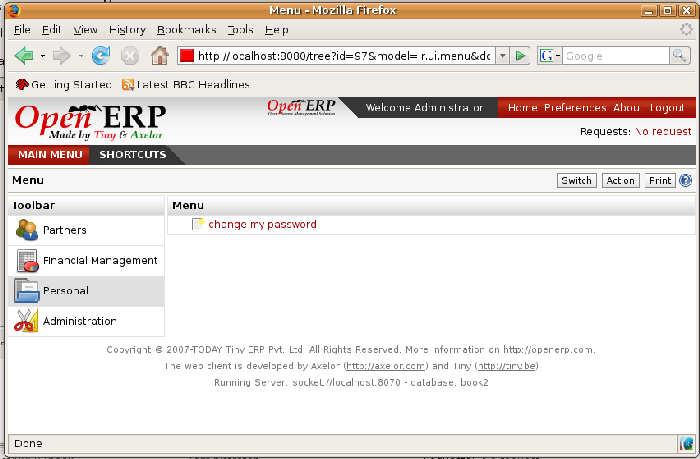 Menu - Mozilla Firefox
File Edit View History Bookmarks Tools Help
http://localhost:8080/tree?id=97&model=ir.ui.menu&dc
G Google
Getting Started Latest BBC Headlines
Open ERP
Made by Tiny & Axelor
Open ERP
Welcome Administrator
Home Preferences About Logout
Requests: No request
MAIN MENU SHORTCUTS
Menu
Switch Action Print ?
Toolbar
Menu
Partners
change my password
Financial Management
Personal
Administration
Copyright © 2007-TODAY Tiny ERP Pvt. Ltd. All Rights Reserved. More information on http://openerp.com.
The web client is developed by Axelor (http://axelor.com) and Tiny (http://tiny.be)
Running Server: socket://localhost:8070 - database: book2
Done